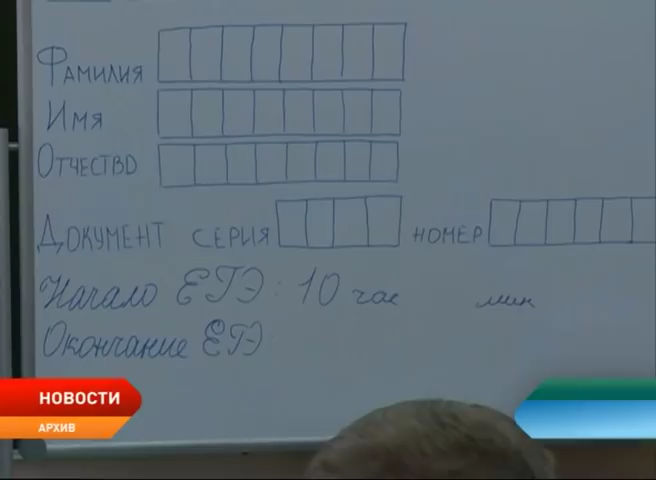 Фамилия
Имя
Отчество
Документ серия номер
Начало ЕГЭ: 10 час мин
Окончание ЕГЭ
НОВОСТИ
АРХИВ